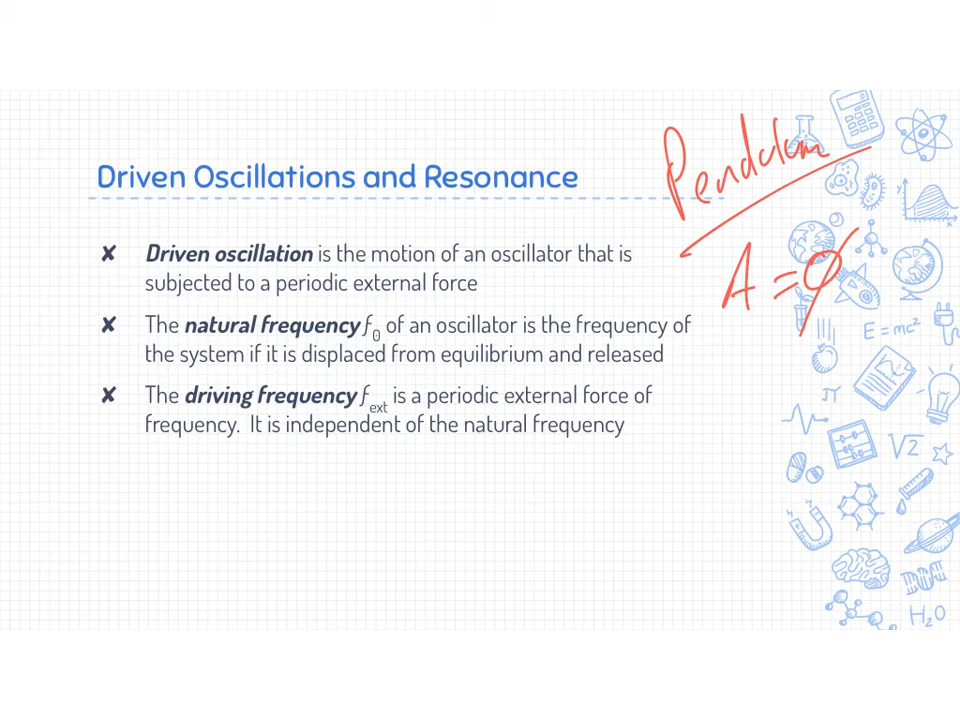 Pendulum
Driven Oscillations and Resonance
A = φ
✘ Driven oscillation is the motion of an oscillator that is
subjected to a periodic external force
✘ The natural frequency f0 of an oscillator is the frequency of
the system if it is displaced from equilibrium and released
✘ The driving frequency fext is a periodic external force of
frequency. It is independent of the natural frequency
y
x
E=mc²
π
√2
H₂O